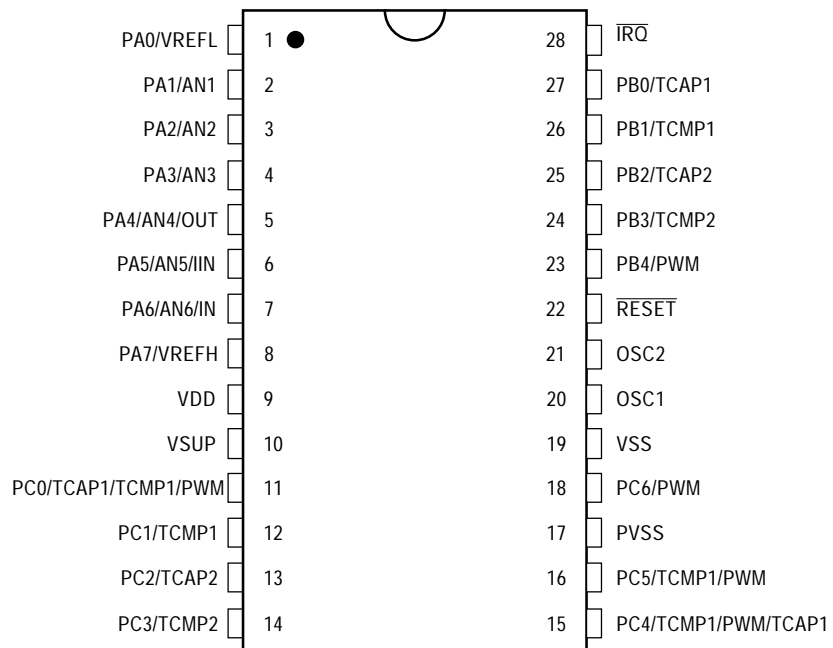 PA0/VREFL 1 28 IRQ
PA1/AN1 2 27 PB0/TCAP1
PA2/AN2 3 26 PB1/TCMP1
PA3/AN3 4 25 PB2/TCAP2
PA4/AN4/OUT 5 24 PB3/TCMP2
PA5/AN5/IIN 6 23 PB4/PWM
PA6/AN6/IN 7 22 RESET
PA7/VREFH 8 21 OSC2
VDD 9 20 OSC1
VSUP 10 19 VSS
PC0/TCAP1/TCMP1/PWM 11 18 PC6/PWM
PC1/TCMP1 12 17 PVSS
PC2/TCAP2 13 16 PC5/TCMP1/PWM
PC3/TCMP2 14 15 PC4/TCMP1/PWM/TCAP1